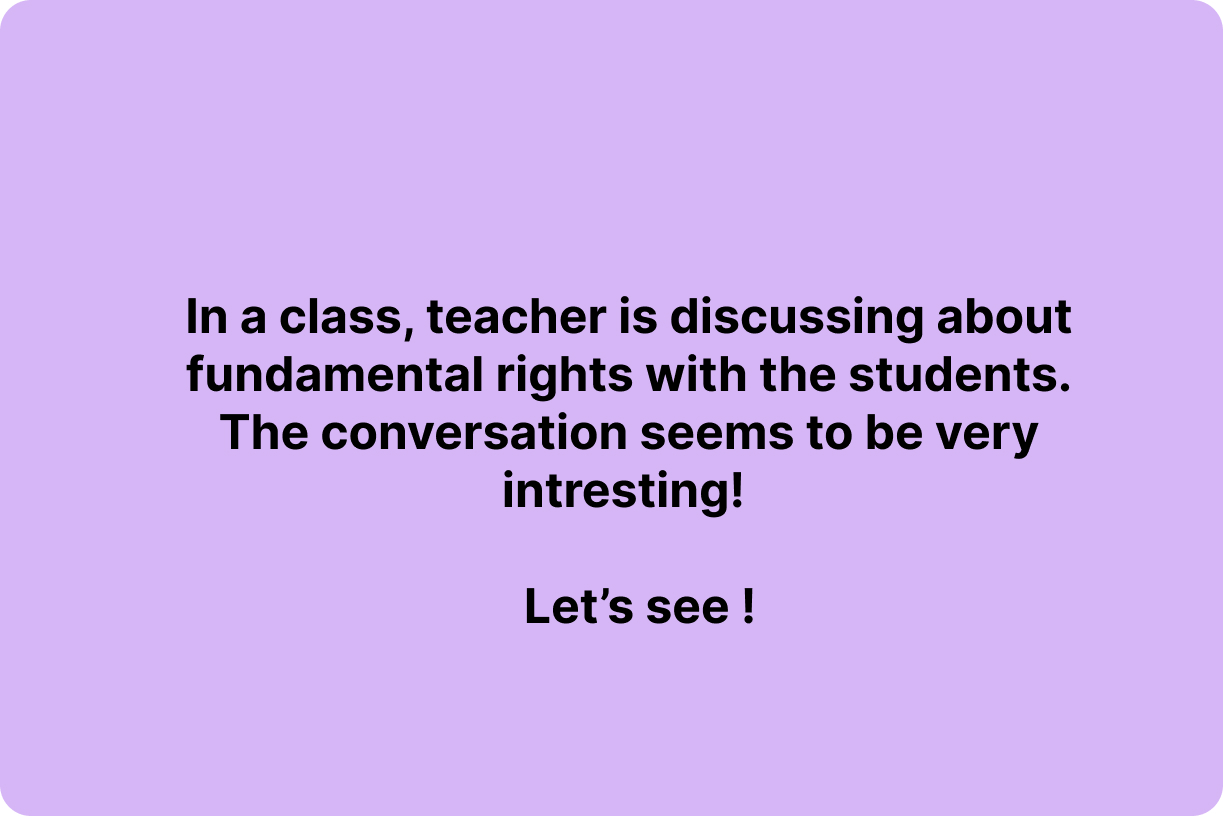 In a class, teacher is discussing about
fundamental rights with the students.
The conversation seems to be very
intresting!
Let’s see !